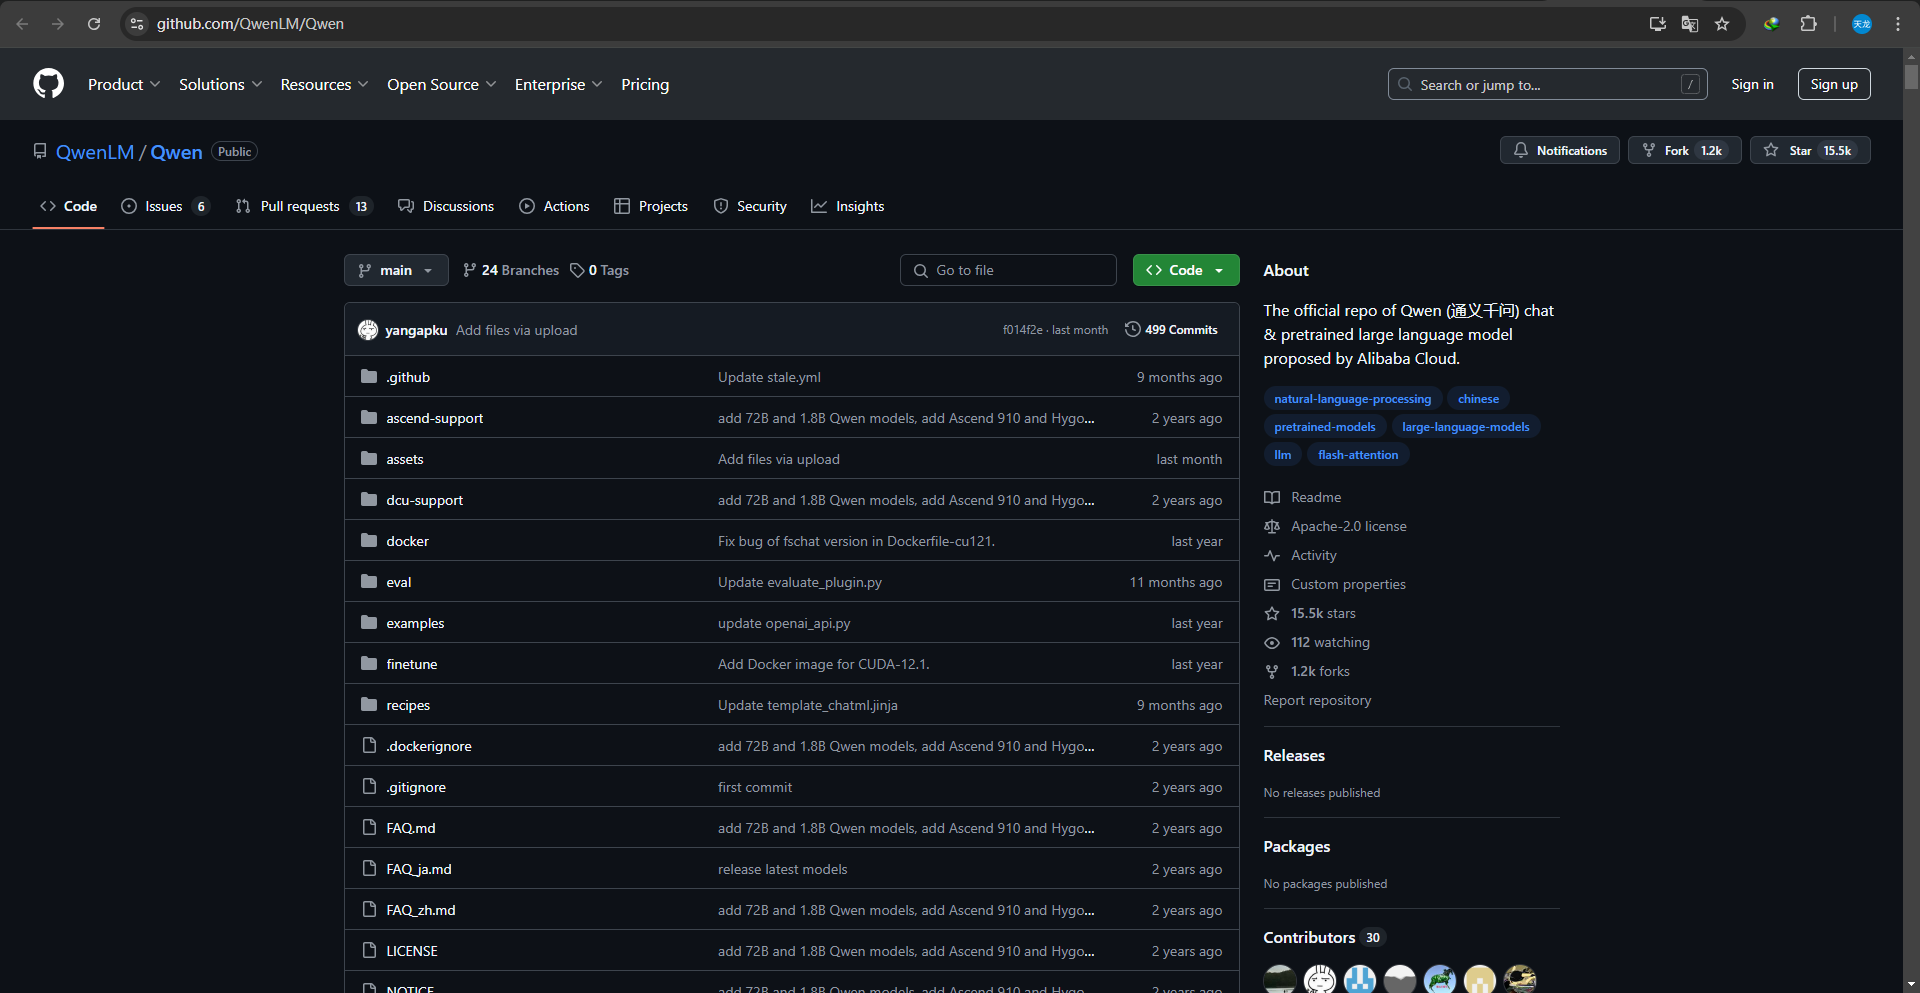 github.com/QwenLM/Qwen
天龙
Product Solutions Resources Open Source Enterprise Pricing
Search or jump to... /
Sign in
Sign up
QwenLM / Qwen Public
Notifications
Fork 1.2k
Star 15.5k
Code
Issues 6
Pull requests 13
Discussions
Actions
Projects
Security
Insights
main
24 Branches
0 Tags
Go to file
Code
yangapku Add files via upload f014f2e · last month 499 Commits
.github Update stale.yml 9 months ago
ascend-support add 72B and 1.8B Qwen models, add Ascend 910 and Hygo... 2 years ago
assets Add files via upload last month
dcu-support add 72B and 1.8B Qwen models, add Ascend 910 and Hygo... 2 years ago
docker Fix bug of fschat version in Dockerfile-cu121. last year
eval Update evaluate_plugin.py 11 months ago
examples update openai_api.py last year
finetune Add Docker image for CUDA-12.1. last year
recipes Update template_chatml.jinja 9 months ago
.dockerignore add 72B and 1.8B Qwen models, add Ascend 910 and Hygo... 2 years ago
.gitignore first commit 2 years ago
FAQ.md add 72B and 1.8B Qwen models, add Ascend 910 and Hygo... 2 years ago
FAQ_ja.md release latest models 2 years ago
FAQ_zh.md add 72B and 1.8B Qwen models, add Ascend 910 and Hygo... 2 years ago
LICENSE add 72B and 1.8B Qwen models, add Ascend 910 and Hygo... 2 years ago
NOTICE add 72B and 1.8B Qwen models, add Ascend 910 and Hygo... 2 years ago
About
The official repo of Qwen (通义千问) chat
& pretrained large language model
proposed by Alibaba Cloud.
natural-language-processing chinese
pretrained-models large-language-models
llm flash-attention
Readme
Apache-2.0 license
Activity
Custom properties
15.5k stars
112 watching
1.2k forks
Report repository
Releases
No releases published
Packages
No packages published
Contributors 30